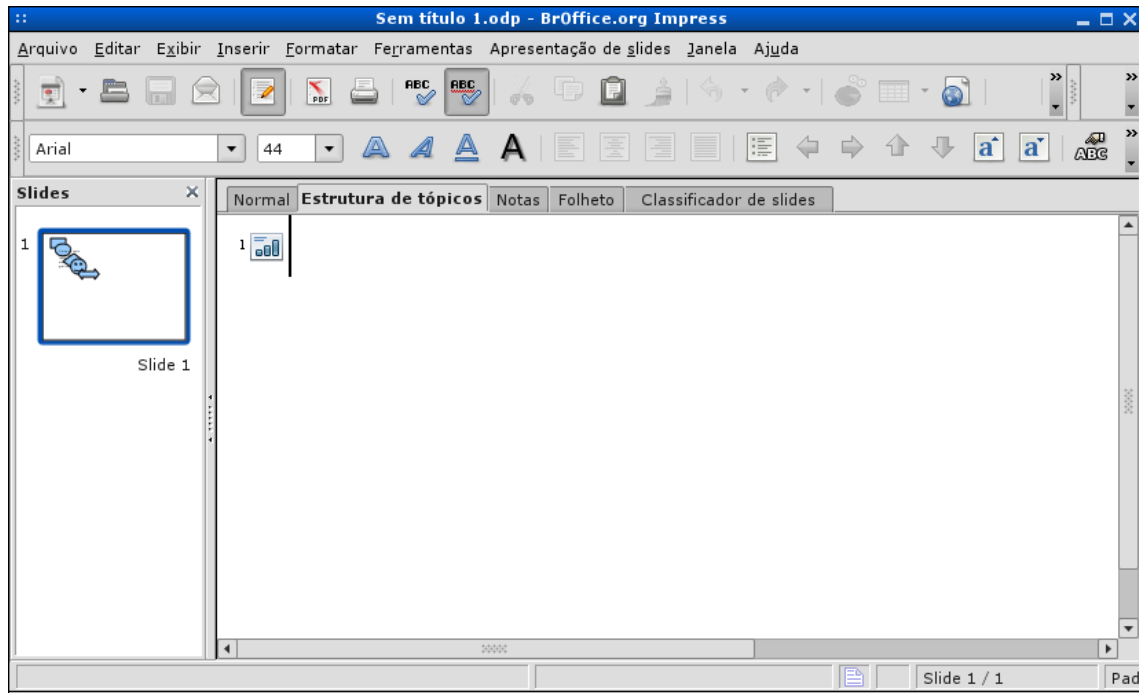 Sem título 1.odp - BrOffice.org Impress
Arquivo Editar Exibir Inserir Formatar Ferramentas Apresentação de slides Janela Ajuda
PDF ABC ABC
Arial 44 A A A A a a ABC
Slides
Normal Estrutura de tópicos Notas Folheto Classificador de slides
1
1
Slide 1
Slide 1 / 1 Pad